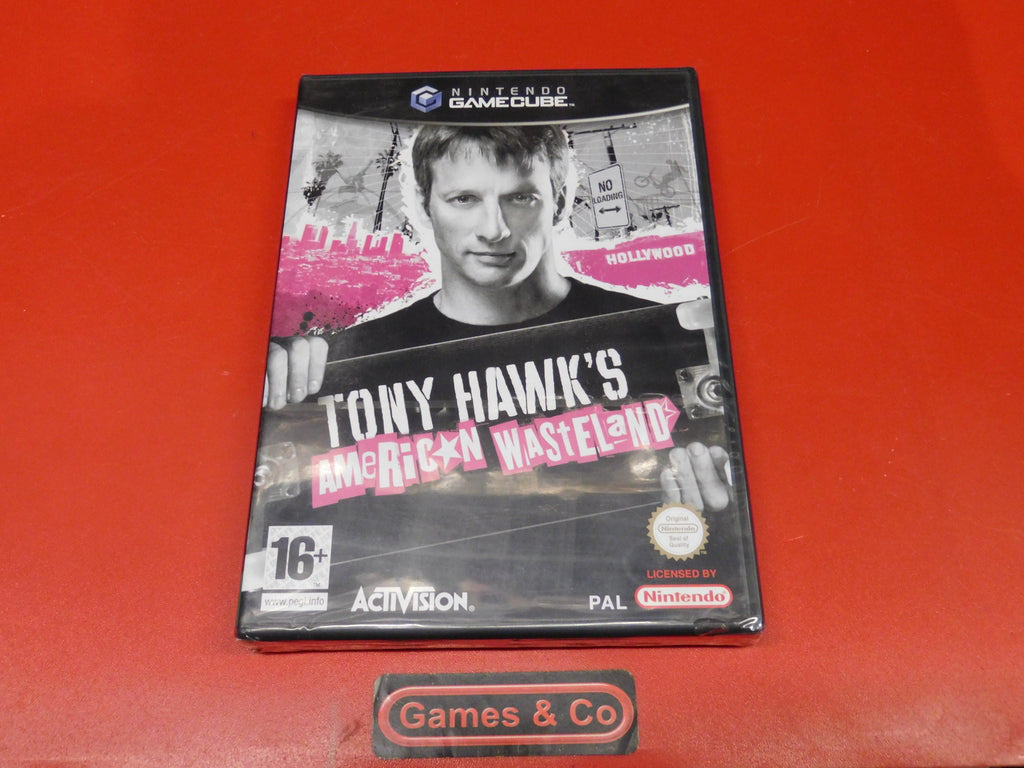 NINTENDO
GAMECUBE™
NO
LOADING
HOLLYWOOD
TONY HAWK'S
AMeRiCAN WAStELaND
16+
www.pegi.info
ACTIVISION®
Original
Nintendo
Seal of
Quality
LICENSED BY
PAL Nintendo®
Games & Co